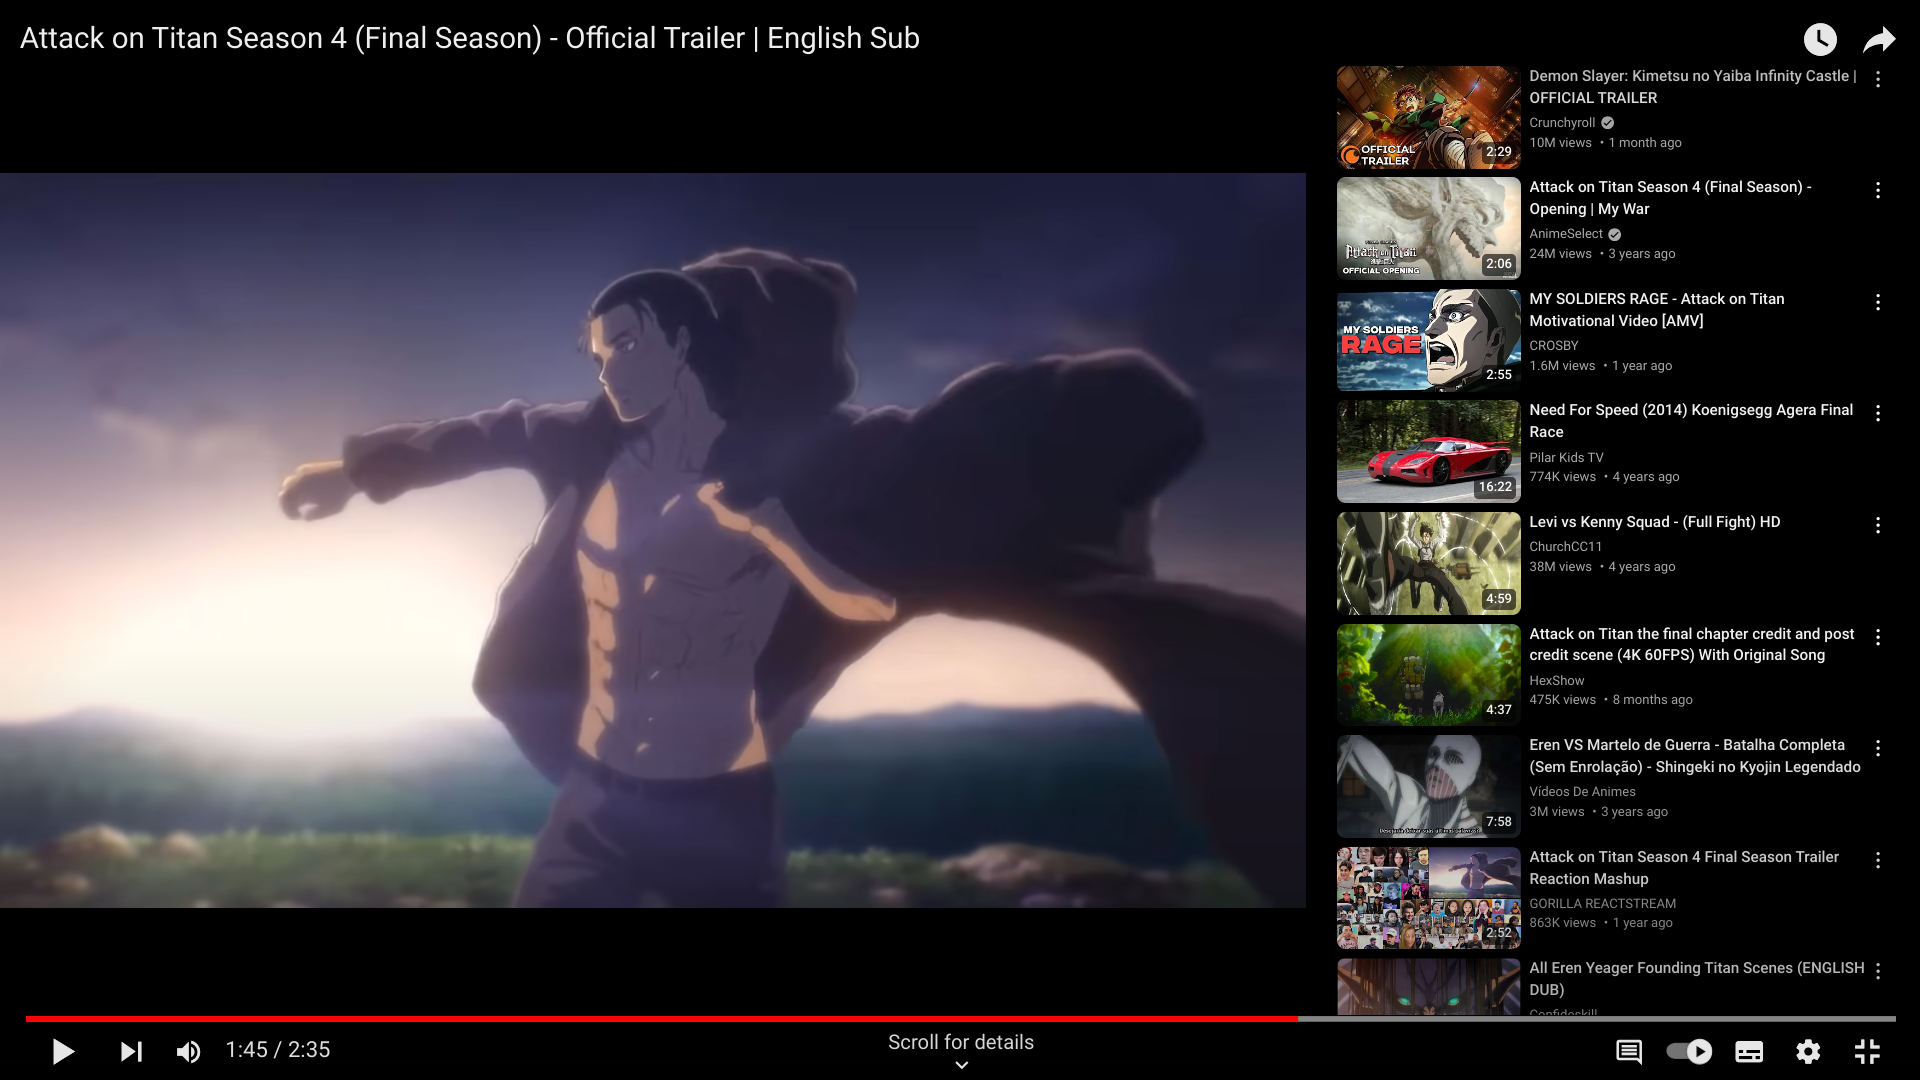 Attack on Titan Season 4 (Final Season) - Official Trailer | English Sub
Demon Slayer: Kimetsu no Yaiba Infinity Castle |
OFFICIAL TRAILER
Crunchyroll
10M views • 1 month ago
OFFICIAL
TRAILER
2:29
Attack on Titan Season 4 (Final Season) -
Opening | My War
AnimeSelect
24M views • 3 years ago
Attack on Titan
OFFICIAL OPENING
2:06
MY SOLDIERS RAGE - Attack on Titan
Motivational Video [AMV]
CROSBY
1.6M views • 1 year ago
MY SOLDIERS
RAGE
2:55
Need For Speed (2014) Koenigsegg Agera Final
Race
Pilar Kids TV
774K views • 4 years ago
16:22
Levi vs Kenny Squad - (Full Fight) HD
ChurchCC11
38M views • 4 years ago
4:59
Attack on Titan the final chapter credit and post
credit scene (4K 60FPS) With Original Song
HexShow
475K views • 8 months ago
4:37
Eren VS Martelo de Guerra - Batalha Completa
(Sem Enrolação) - Shingeki no Kyojin Legendado
Vídeos De Animes
3M views • 3 years ago
7:58
Attack on Titan Season 4 Final Season Trailer
Reaction Mashup
GORILLA REACTSTREAM
863K views • 1 year ago
2:52
All Eren Yeager Founding Titan Scenes (ENGLISH
DUB)
Confideskill
1:45 / 2:35
Scroll for details